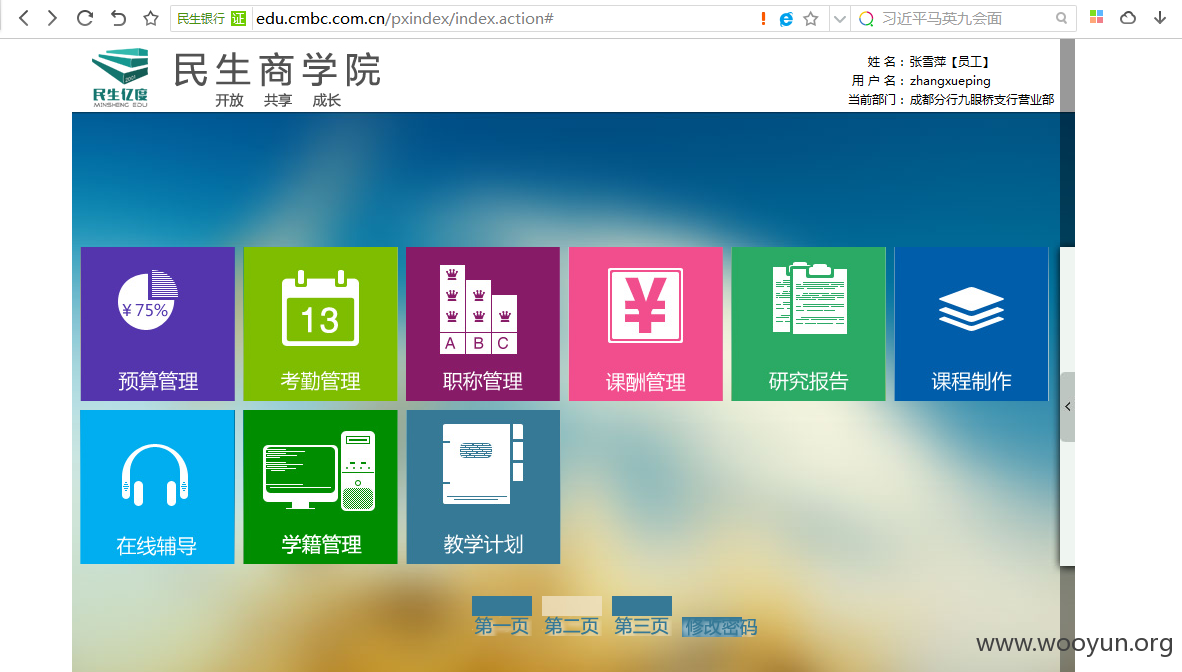 民生银行 证 edu.cmbc.com.cn/pxindex/index.action# 习近平马英九会面
民生亿度
MINSHENG EDU
民生商学院
开放 共享 成长
姓 名： 张雪萍【员工】
用 户 名： zhangxueping
当前部门： 成都分行九眼桥支行营业部
¥75%
预算管理
13
考勤管理
A B C
职称管理
¥
课酬管理
研究报告
课程制作
在线辅导
学籍管理
教学计划
第一页 第二页 第三页 修改密码
www.wooyun.org